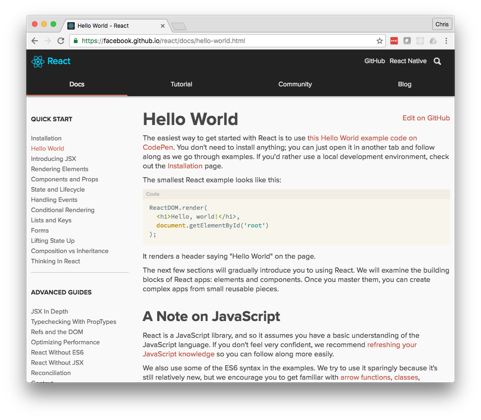 Hello World - React
Chris
https://facebook.github.io/react/docs/hello-world.html
React
GitHub React Native
Docs Tutorial Community Blog
QUICK START
Installation
Hello World
Introducing JSX
Rendering Elements
Components and Props
State and Lifecycle
Handling Events
Conditional Rendering
Lists and Keys
Forms
Lifting State Up
Composition vs Inheritance
Thinking In React
ADVANCED GUIDES
JSX In Depth
Typechecking With PropTypes
Refs and the DOM
Optimizing Performance
React Without ES6
React Without JSX
Reconciliation
Context
Hello World
Edit on GitHub
The easiest way to get started with React is to use this Hello World example code on
CodePen. You don't need to install anything; you can just open it in another tab and follow
along as we go through examples. If you'd rather use a local development environment, check
out the Installation page.
The smallest React example looks like this:
Code
ReactDOM.render(
<h1>Hello, world!</h1>,
document.getElementById('root')
);
It renders a header saying "Hello World" on the page.
The next few sections will gradually introduce you to using React. We will examine the building
blocks of React apps: elements and components. Once you master them, you can create
complex apps from small reusable pieces.
A Note on JavaScript
React is a JavaScript library, and so it assumes you have a basic understanding of the
JavaScript language. If you don't feel very confident, we recommend refreshing your
JavaScript knowledge so you can follow along more easily.
We also use some of the ES6 syntax in the examples. We try to use it sparingly because it's
still relatively new, but we encourage you to get familiar with arrow functions, classes,